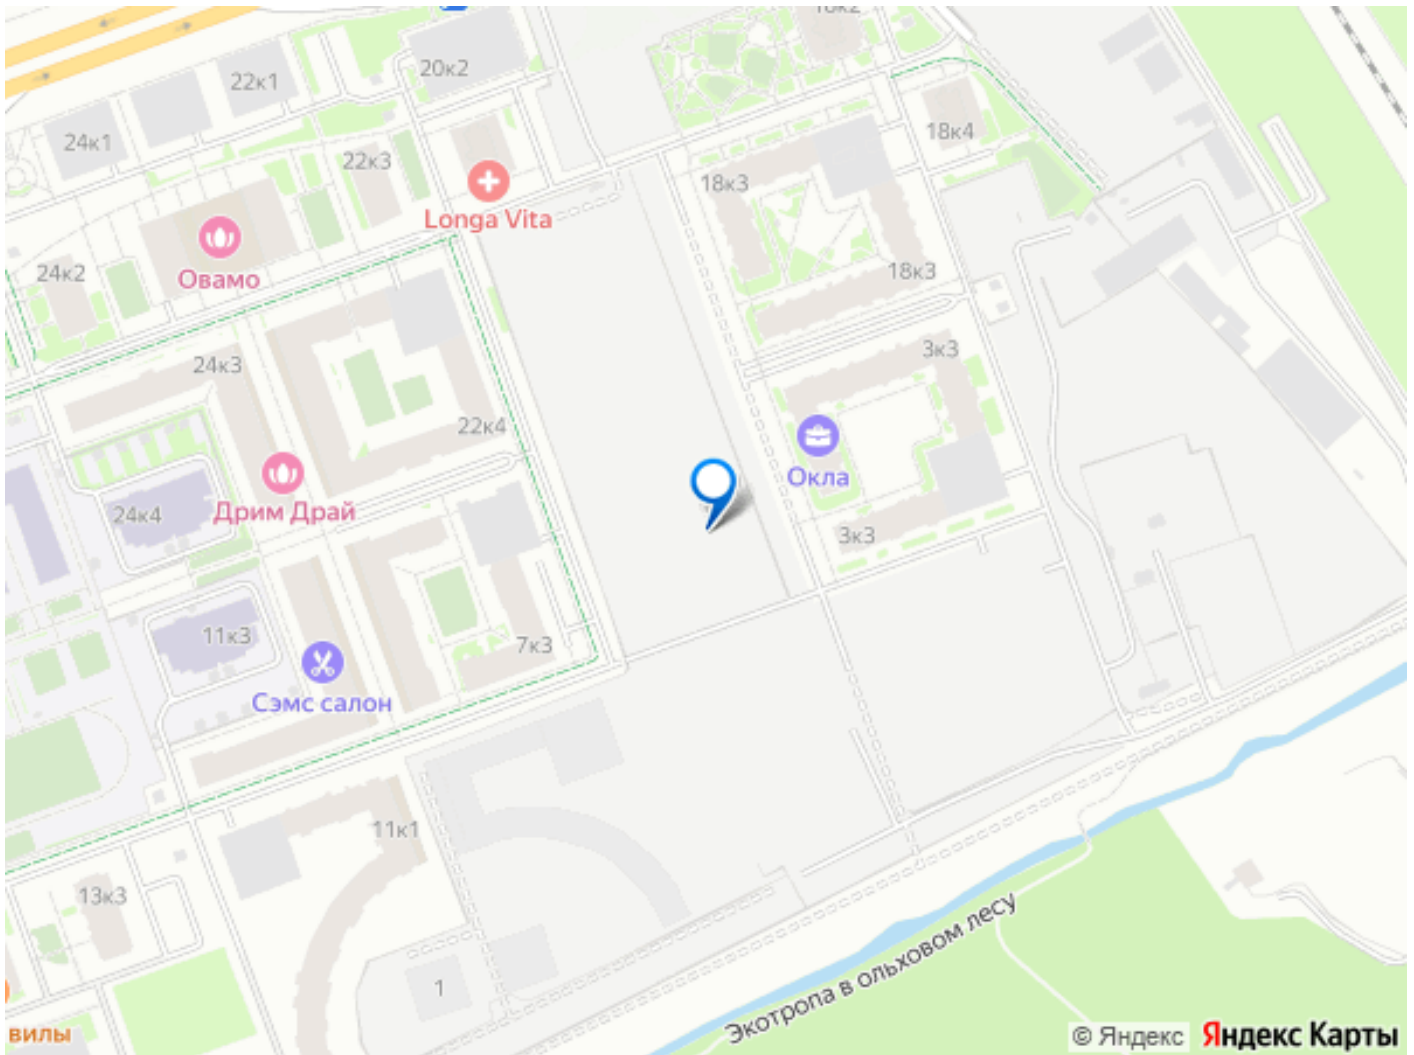 18к2
20к2
22к1
24к1
18к4
22к3
18к3
Longa Vita
24к2
Овамо
18к3
24к3
3к3
22к4
Окла
24к4
Дрим Драй
3к3
11к3
7к3
Сэмс салон
11к1
13к3
1
Экотропа в ольховом лесу
вилы
© Яндекс Яндекс Карты